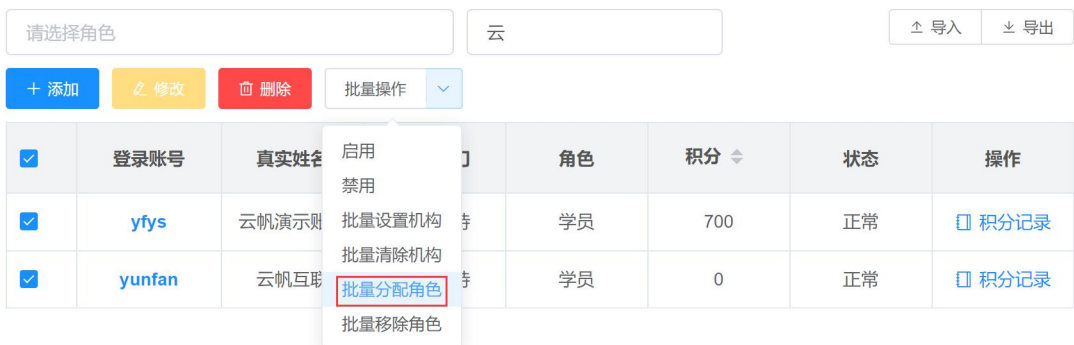 请选择角色 云 导入 导出
添加 修改 删除 批量操作
登录账号 真实姓名 角色 积分 状态 操作
yfys 云帆演示账 学员 700 正常 积分记录
yunfan 云帆互联 学员 0 正常 积分记录
启用
禁用
批量设置机构
批量清除机构
批量分配角色
批量移除角色